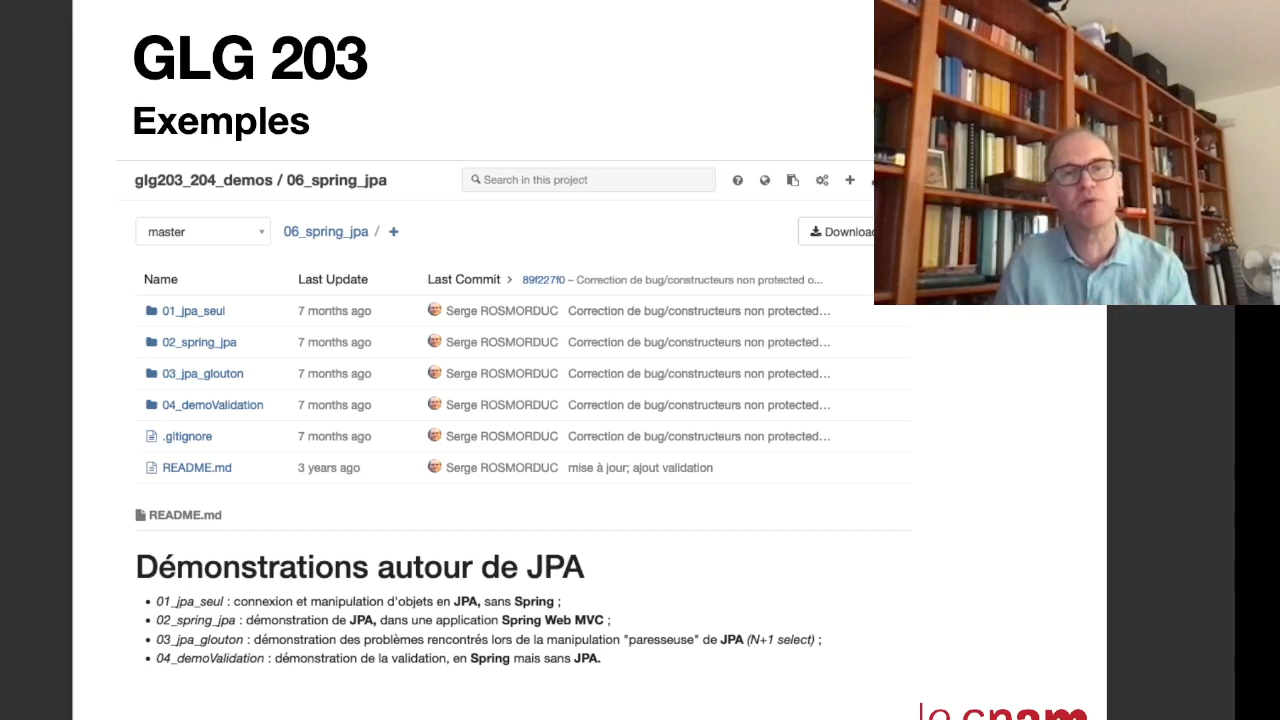 GLG 203
Exemples
glg203_204_demos / 06_spring_jpa
Search in this project
master
06_spring_jpa / +
Download
Name Last Update Last Commit > 89f227f0 – Correction de bug/constructeurs non protected o...
01_jpa_seul 7 months ago Serge ROSMORDUC Correction de bug/constructeurs non protected…
02_spring_jpa 7 months ago Serge ROSMORDUC Correction de bug/constructeurs non protected…
03_jpa_glouton 7 months ago Serge ROSMORDUC Correction de bug/constructeurs non protected…
04_demoValidation 7 months ago Serge ROSMORDUC Correction de bug/constructeurs non protected…
.gitignore 7 months ago Serge ROSMORDUC Correction de bug/constructeurs non protected…
README.md 3 years ago Serge ROSMORDUC mise à jour; ajout validation
README.md
Démonstrations autour de JPA
• 01_jpa_seul : connexion et manipulation d'objets en JPA, sans Spring ;
• 02_spring_jpa : démonstration de JPA, dans une application Spring Web MVC ;
• 03_jpa_glouton : démonstration des problèmes rencontrés lors de la manipulation "paresseuse" de JPA (N+1 select) ;
• 04_demoValidation : démonstration de la validation, en Spring mais sans JPA.
le cnam